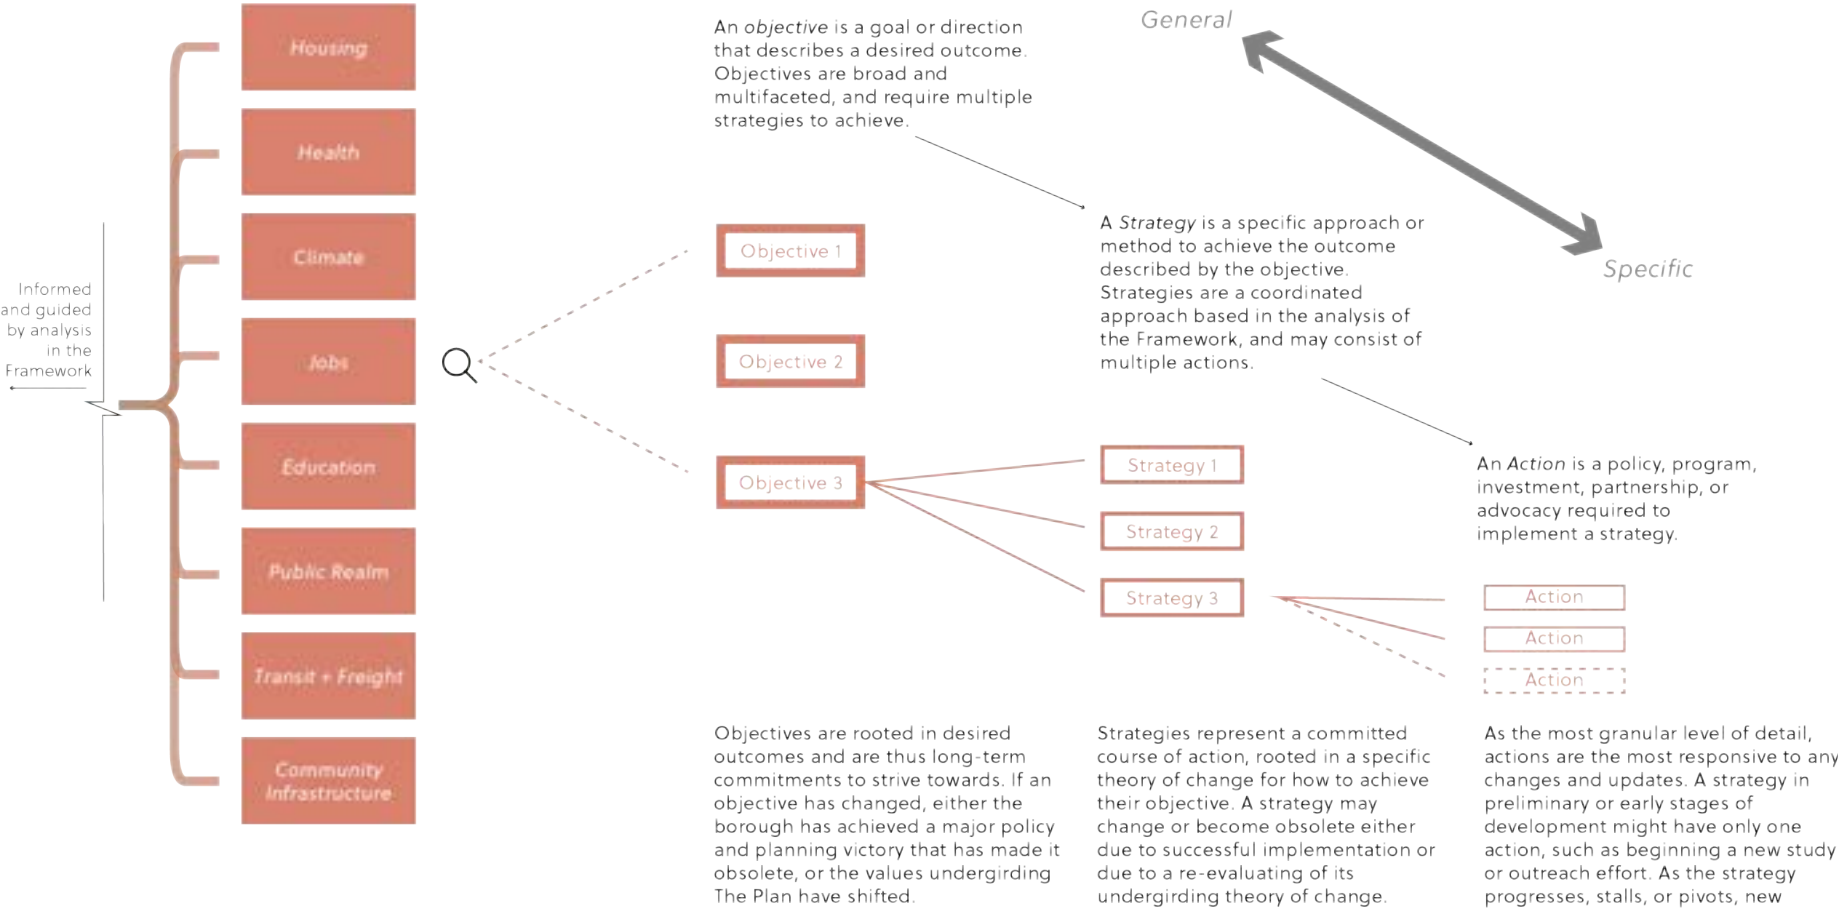 Informed
and guided
by analysis
in the
Framework
Housing
Health
Climate
Jobs
Education
Public Realm
Transit + Freight
Community
Infrastructure
An objective is a goal or direction
that describes a desired outcome.
Objectives are broad and
multifaceted, and require multiple
strategies to achieve.
General
Specific
A Strategy is a specific approach or
method to achieve the outcome
described by the objective.
Strategies are a coordinated
approach based in the analysis of
the Framework, and may consist of
multiple actions.
An Action is a policy, program,
investment, partnership, or
advocacy required to
implement a strategy.
Objective 1
Objective 2
Objective 3
Strategy 1
Strategy 2
Strategy 3
Action
Action
Action
Objectives are rooted in desired
outcomes and are thus long-term
commitments to strive towards. If an
objective has changed, either the
borough has achieved a major policy
and planning victory that has made it
obsolete, or the values undergirding
The Plan have shifted.
Strategies represent a committed
course of action, rooted in a specific
theory of change for how to achieve
their objective. A strategy may
change or become obsolete either
due to successful implementation or
due to a re-evaluating of its
undergirding theory of change.
As the most granular level of detail,
actions are the most responsive to any
changes and updates. A strategy in
preliminary or early stages of
development might have only one
action, such as beginning a new study
or outreach effort. As the strategy
progresses, stalls, or pivots, new